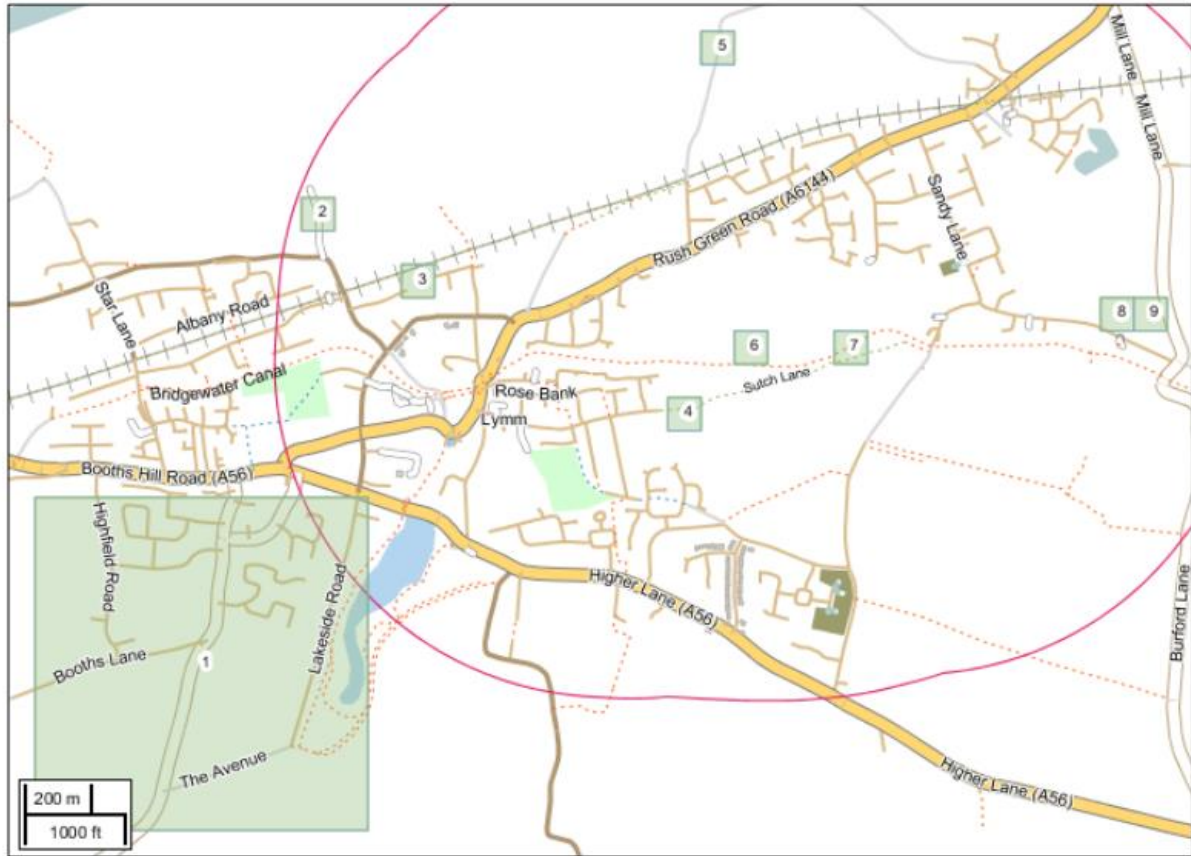 5
Mill Lane
Mill Lane
2
Sandy Lane
Rush Green Road (A6144)
3
Star Lane
Albany Road
8
9
6
7
Bridgewater Canal
Sutch Lane
Rose Bank
4
Lymm
Booths Hill Road (A56)
Highfield Road
Higher Lane (A56)
Lakeside Road
Burford Lane
Booths Lane
1
The Avenue
Higher Lane (A56)
200 m
1000 ft